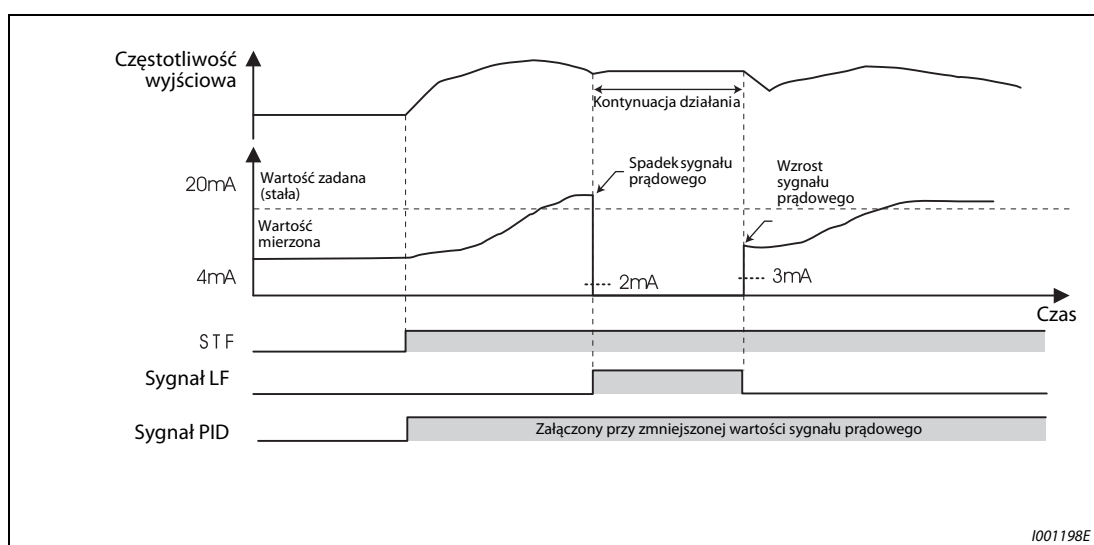 Częstotliwość
wyjściowa
Kontynuacja działania
20mA
Wartość zadana
(stała)
Spadek sygnału
prądowego
Wzrost
sygnału
prądowego
Wartość
mierzona
4mA
2mA
3mA
Czas
STF
Sygnał LF
Sygnał PID
Załączony przy zmniejszonej wartości sygnału prądowego
I001198E